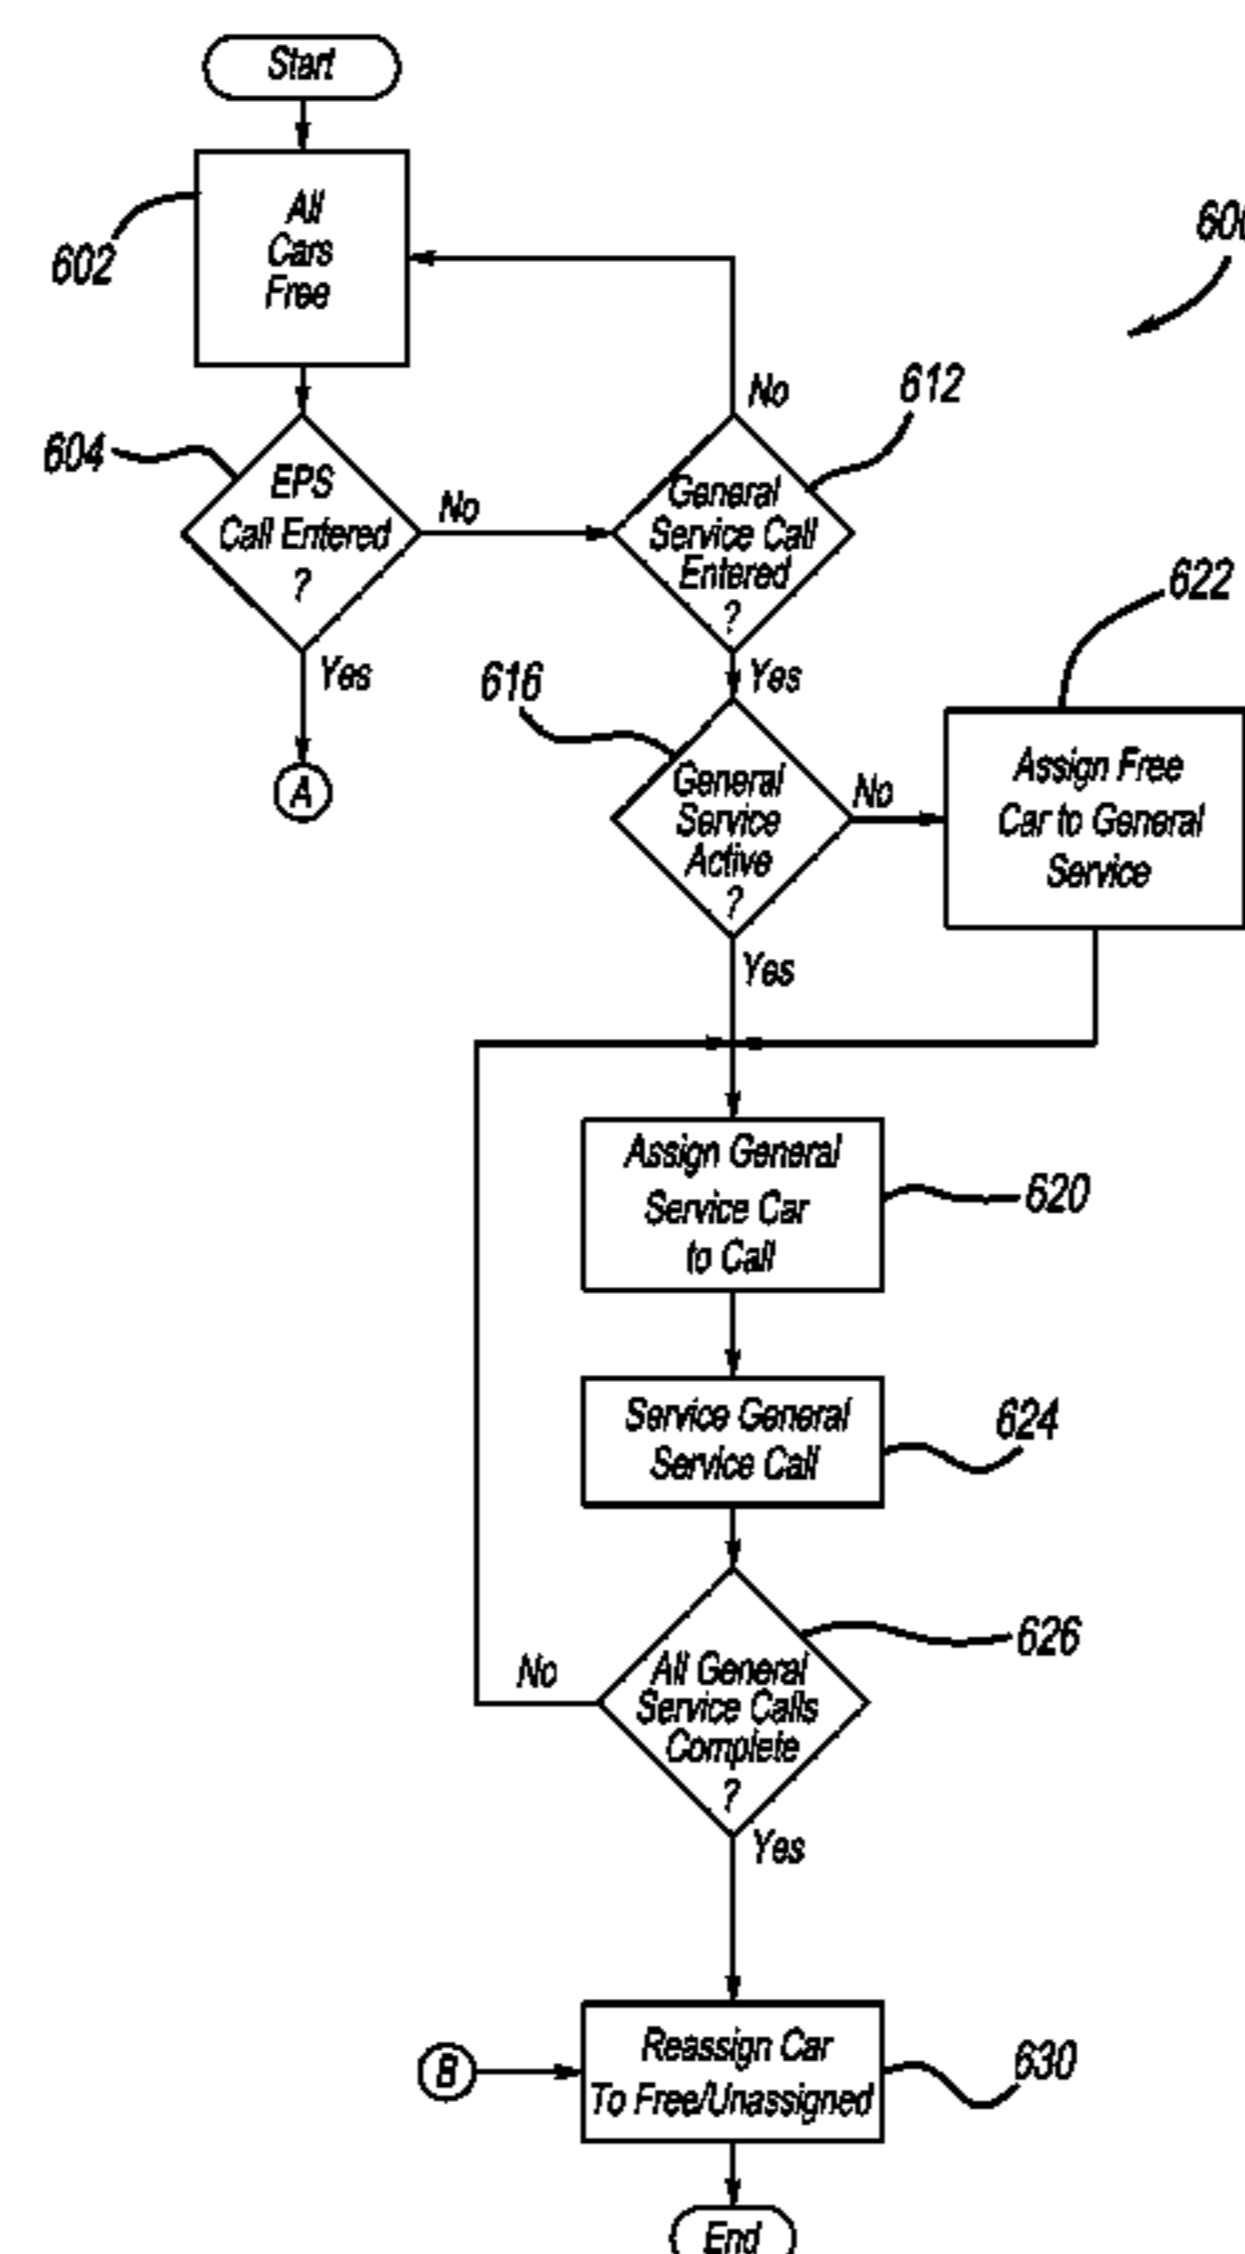 Start
All
Cars
Free
602
612
No
604
EPS
Call Entered
?
No
General
Service Call
Entered
?
622
Yes
616
Yes
A
General
Service
Active
?
No
Assign Free
Car to General
Service
Yes
Assign General
Service Car
to Call
620
Service General
Service Call
624
626
No
All General
Service Calls
Complete
?
Yes
B
Reassign Car
To Free/Unassigned
630
End